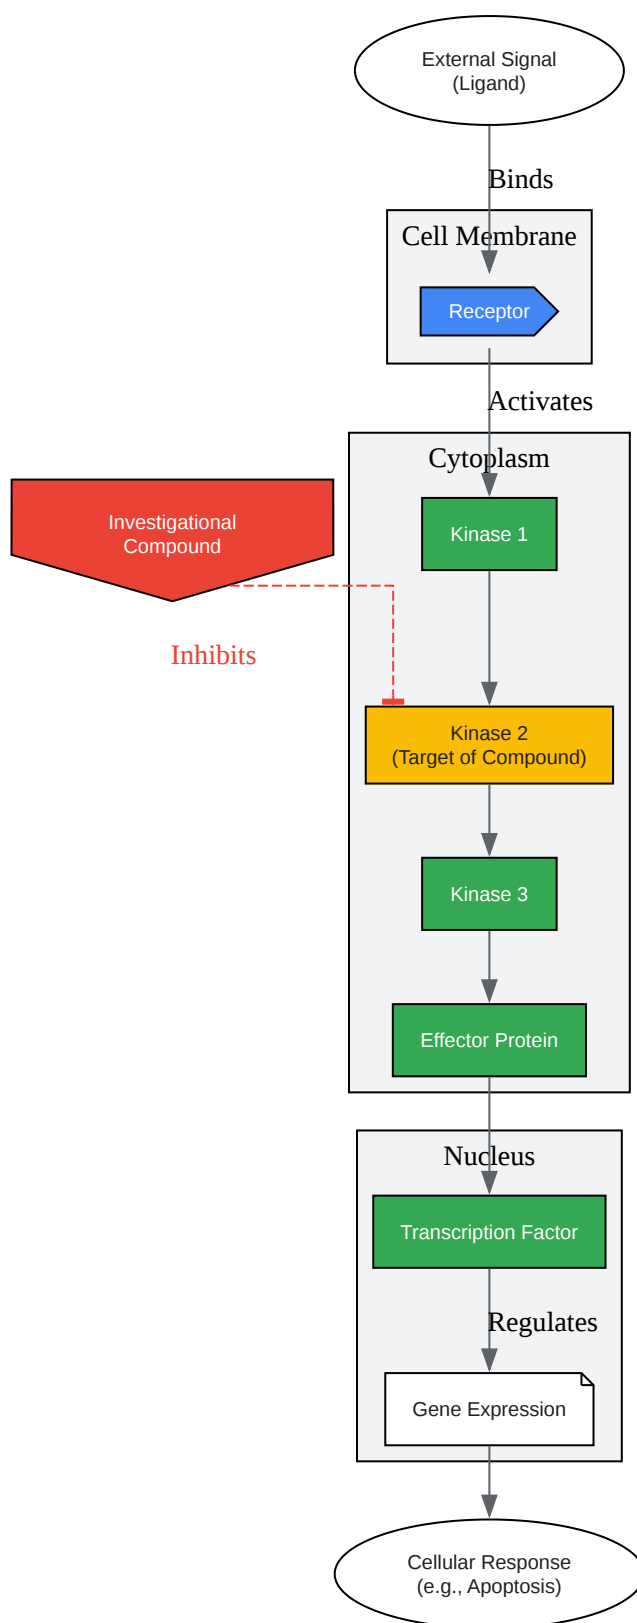 External Signal
(Ligand)
Binds
Cell Membrane
Receptor
Activates
Cytoplasm
Investigational
Compound
Kinase 1
Inhibits
Kinase 2
(Target of Compound)
Kinase 3
Effector Protein
Nucleus
Transcription Factor
Regulates
Gene Expression
Cellular Response
(e.g., Apoptosis)